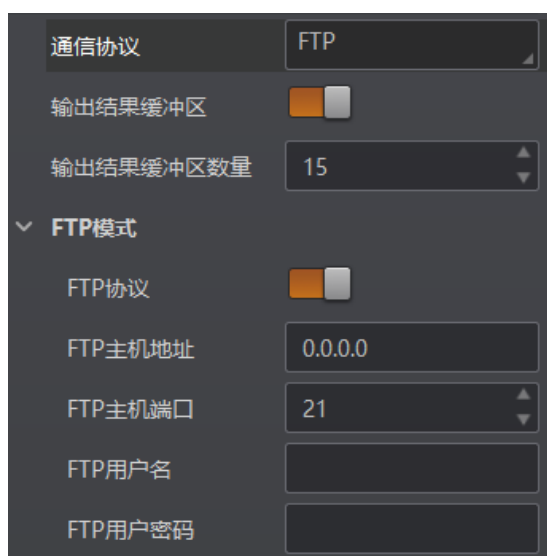 通信协议 FTP
输出结果缓冲区
输出结果缓冲区数量 15
FTP模式
FTP协议
FTP主机地址 0.0.0.0
FTP主机端口 21
FTP用户名
FTP用户密码